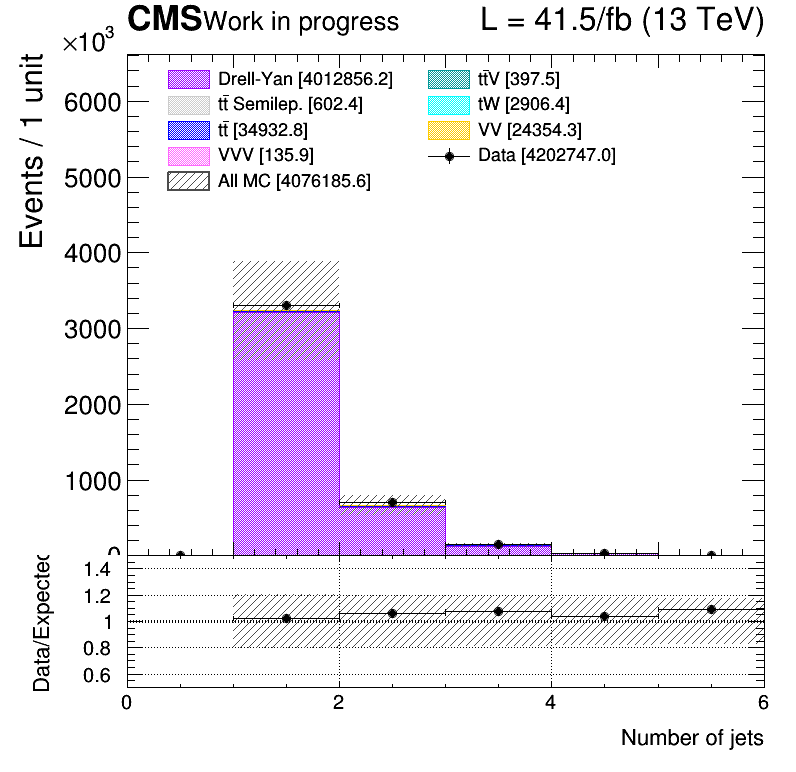 CMS Work in progress L = 41.5/fb (13 TeV)
×10³
Events / 1 unit
Drell-Yan [4012856.2]
tt̄ Semilep. [602.4]
tt̄ [34932.8]
VVV [135.9]
All MC [4076185.6]
tt̄V [397.5]
tW [2906.4]
VV [24354.3]
Data [4202747.0]
6000
5000
4000
3000
2000
1000
0
Data/Expected
1.4
1.2
1
0.8
0.6
0 2 4 6
Number of jets